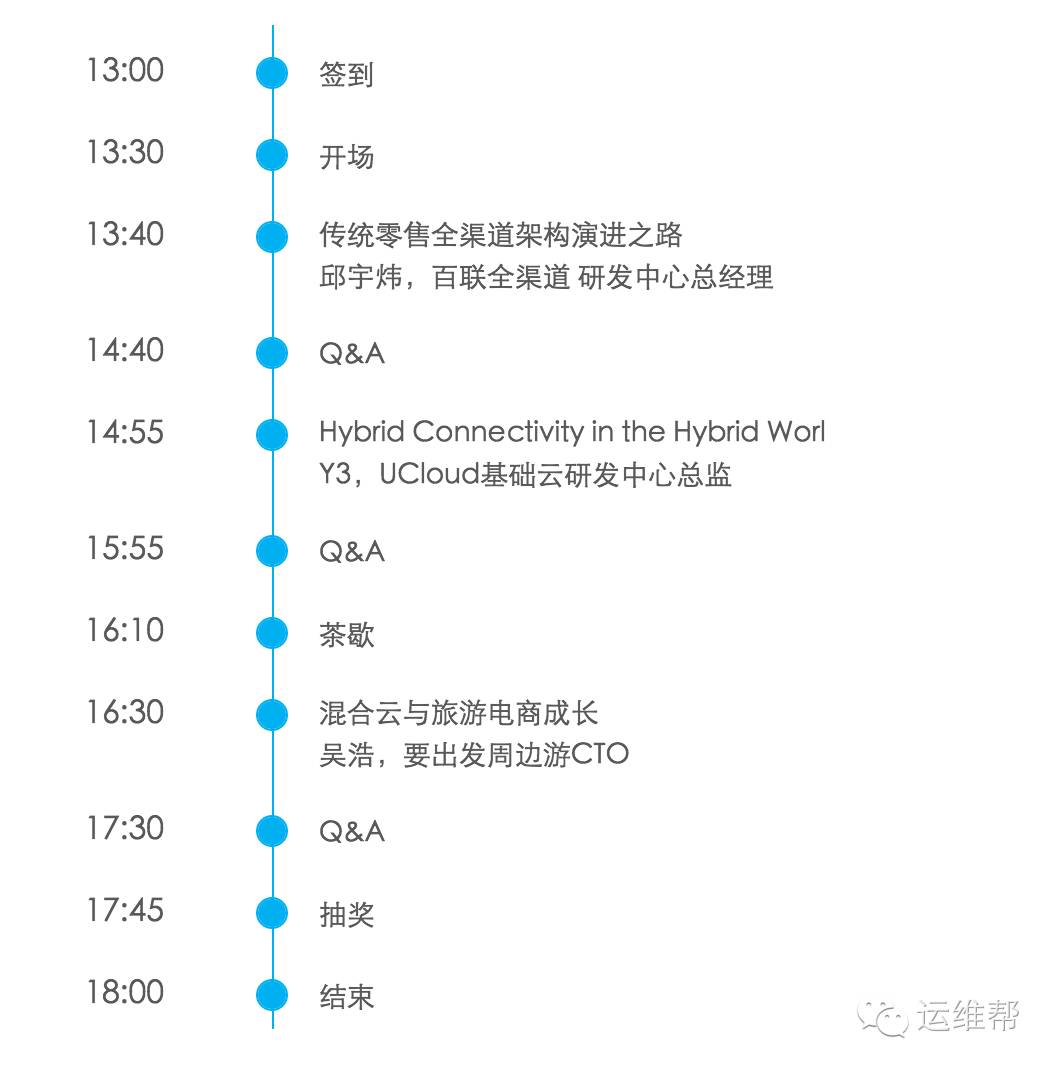 13:00 签到
13:30 开场
13:40 传统零售全渠道架构演进之路
邱宇炜，百联全渠道 研发中心总经理
14:40 Q&A
14:55 Hybrid Connectivity in the Hybrid Worl
Y3，UCloud基础云研发中心总监
15:55 Q&A
16:10 茶歇
16:30 混合云与旅游电商成长
吴浩，要出发周边游CTO
17:30 Q&A
17:45 抽奖
18:00 结束
运维帮